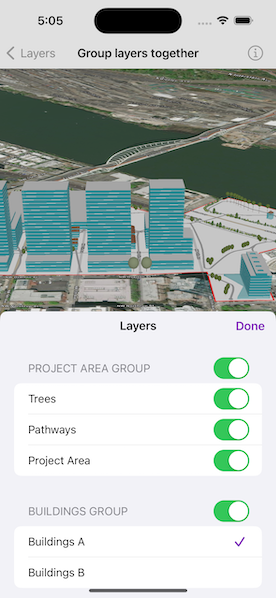 5:05
Layers
Group layers together
Layers
Done
PROJECT AREA GROUP
Trees
Pathways
Project Area
BUILDINGS GROUP
Buildings A
Buildings B